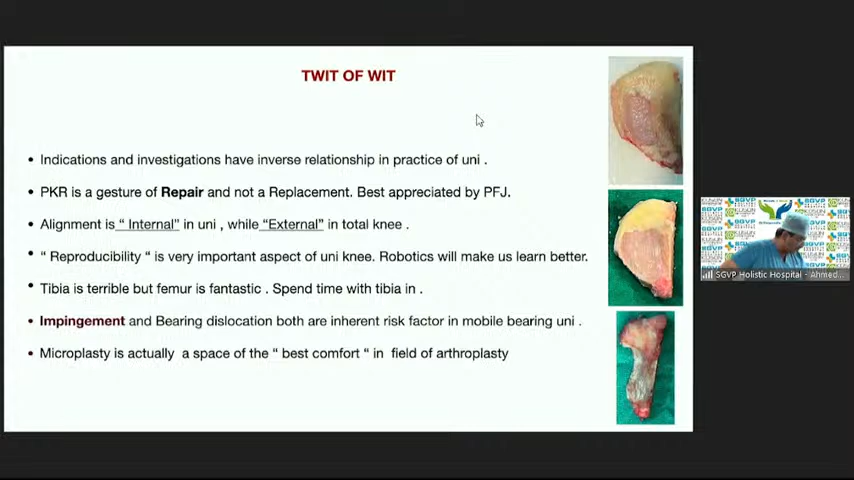 TWIT OF WIT
• Indications and investigations have inverse relationship in practice of uni .
• PKR is a gesture of Repair and not a Replacement. Best appreciated by PFJ.
• Alignment is “ Internal” in uni , while “External” in total knee .
• “ Reproducibility “ is very important aspect of uni knee. Robotics will make us learn better.
• Tibia is terrible but femur is fantastic . Spend time with tibia in .
• Impingement and Bearing dislocation both are inherent risk factor in mobile bearing uni .
• Microplasty is actually a space of the “ best comfort “ in field of arthroplasty
SGVP
SGVP Holistic Hospital - Ahmed...